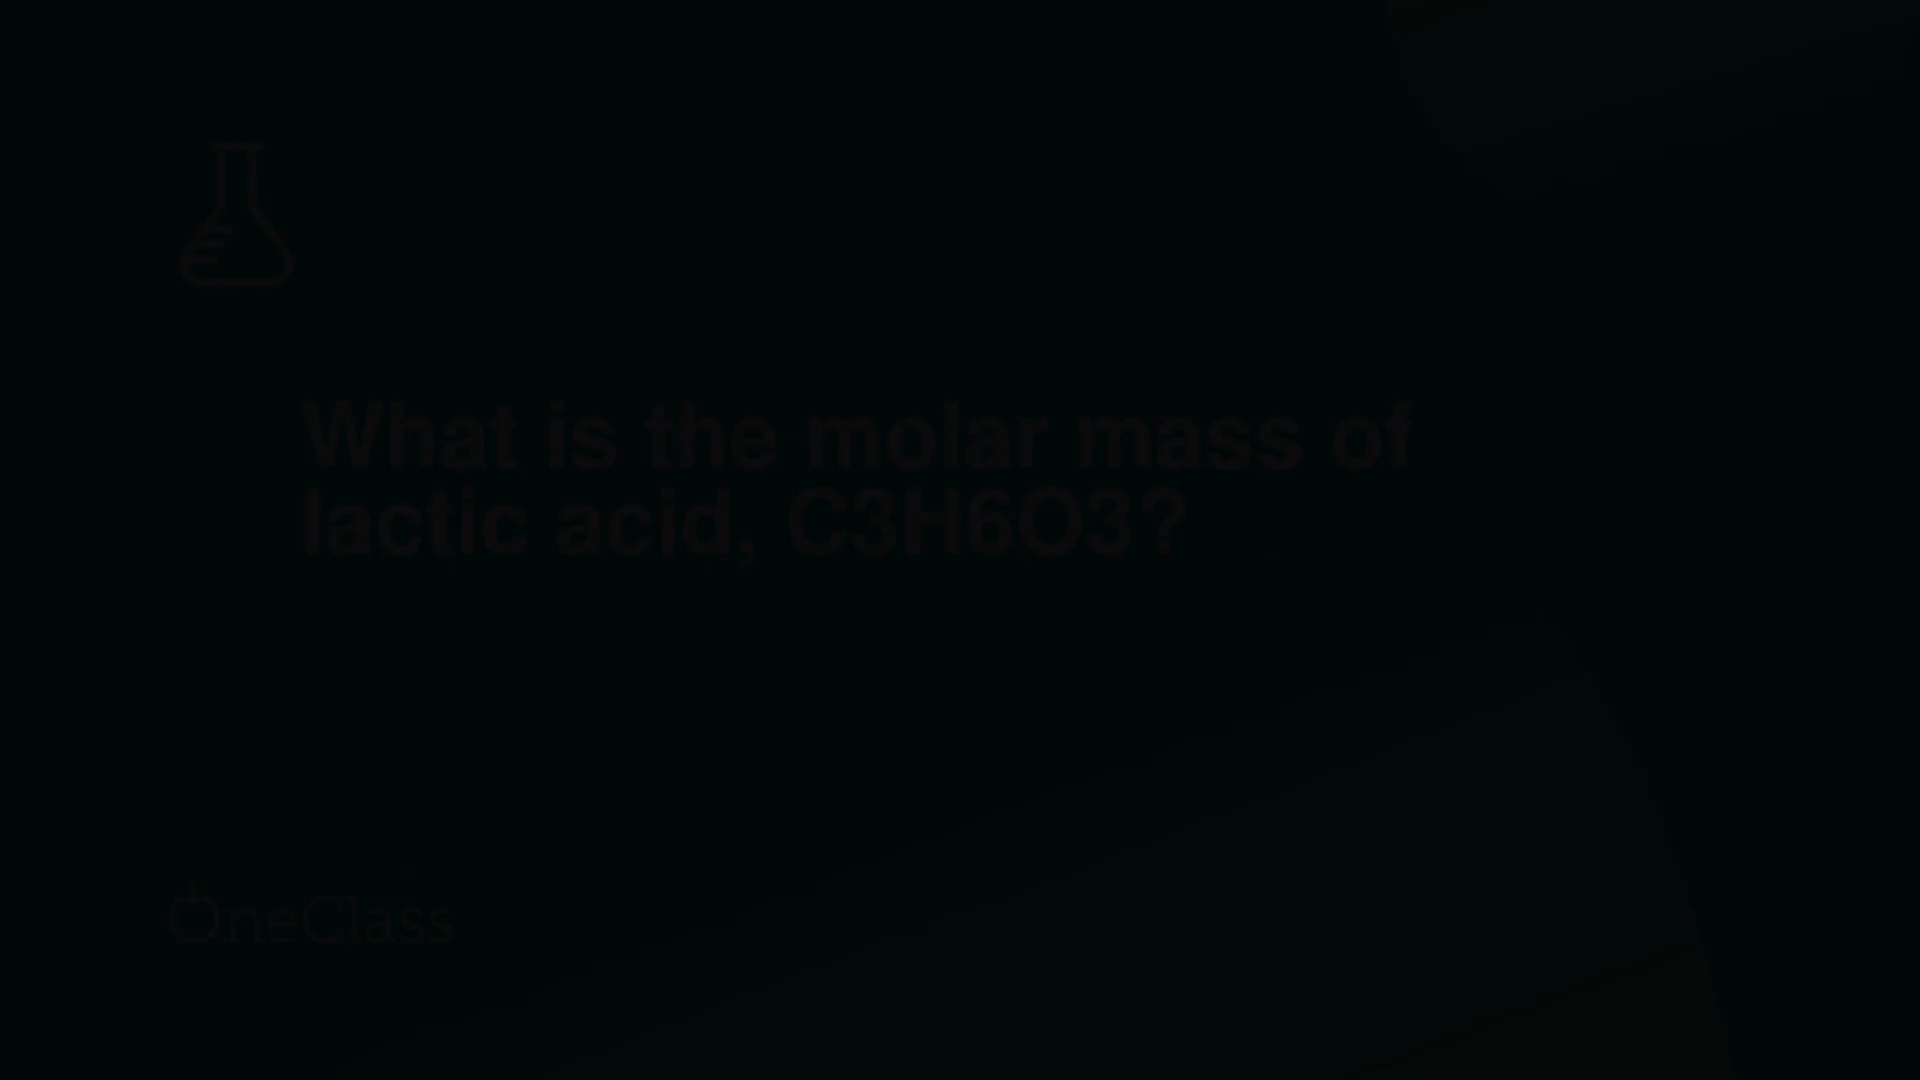 What is the molar mass of
lactic acid, C3H6O3?
OneClass